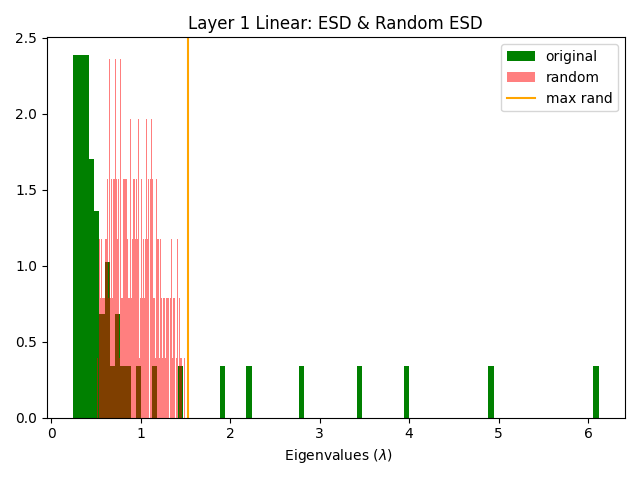 Layer 1 Linear: ESD & Random ESD
2.5
2.0
1.5
1.0
0.5
0.0
original
random
max rand
0 1 2 3 4 5 6
Eigenvalues (λ)